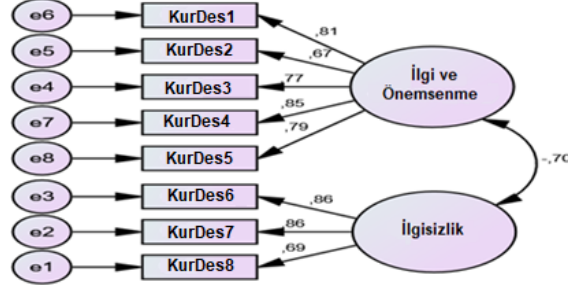 e6 KurDes1 ,81
e5 KurDes2 ,67
e4 KurDes3 ,77
e7 KurDes4 ,85
e8 KurDes5 ,79
İlgi ve
Önemsenme
-,70
e3 KurDes6 ,86
e2 KurDes7 ,86
e1 KurDes8 ,69
İlgisizlik